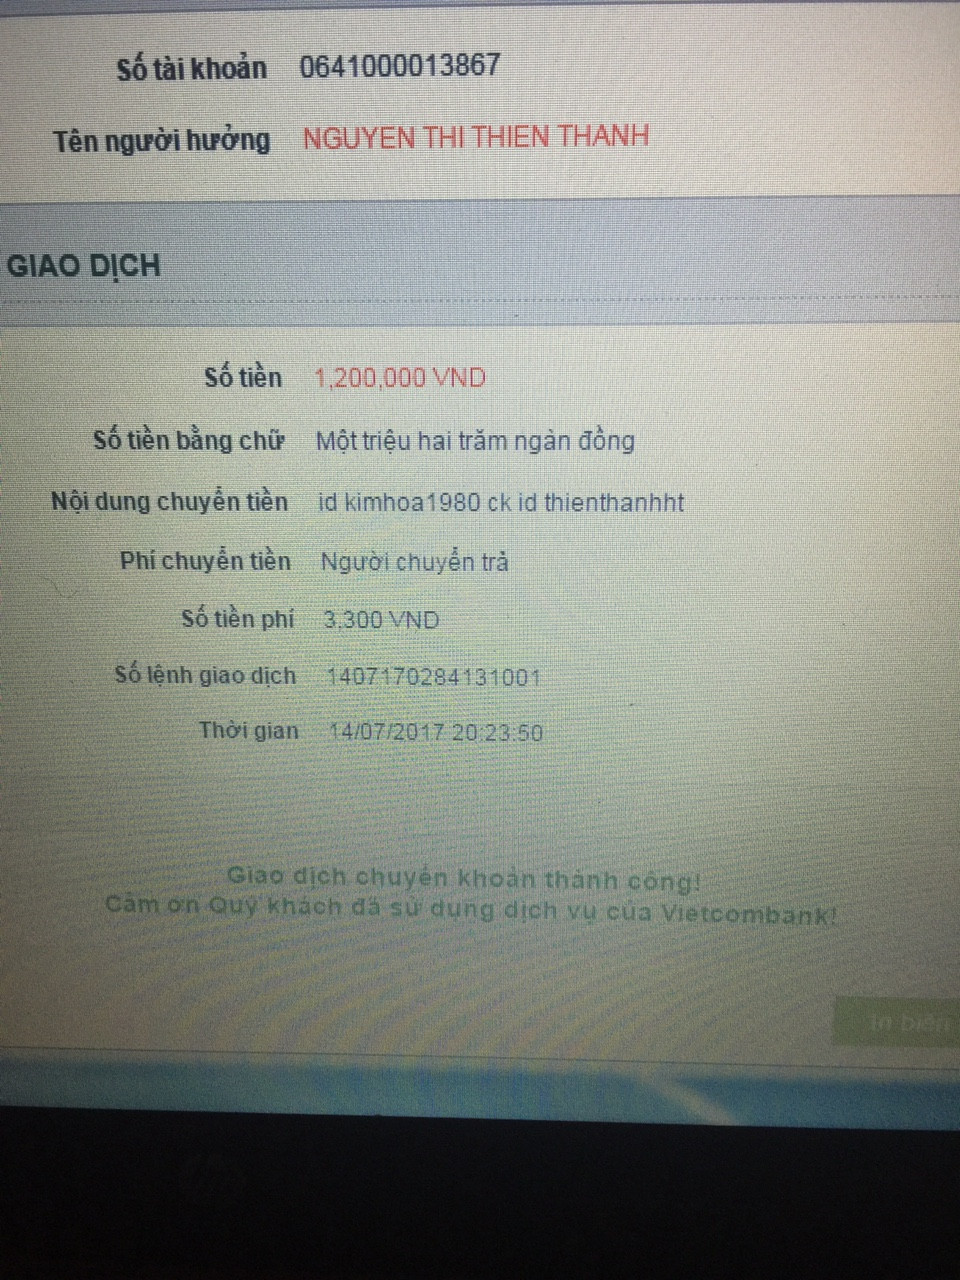 Số tài khoản 0641000013867
Tên người hưởng NGUYEN THI THIEN THANH
GIAO DỊCH
Số tiền 1,200,000 VND
Số tiền bằng chữ Một triệu hai trăm ngàn đồng
Nội dung chuyển tiền id kimhoa1980 ck id thienthanhht
Phí chuyển tiền Người chuyển trả
Số tiền phí 3,300 VND
Số lệnh giao dịch 1407170284131001
Thời gian 14/07/2017 20:23:50
Giao dịch chuyển khoản thành công!
Cảm ơn Quý khách đã sử dụng dịch vụ của Vietcombank!
In biên